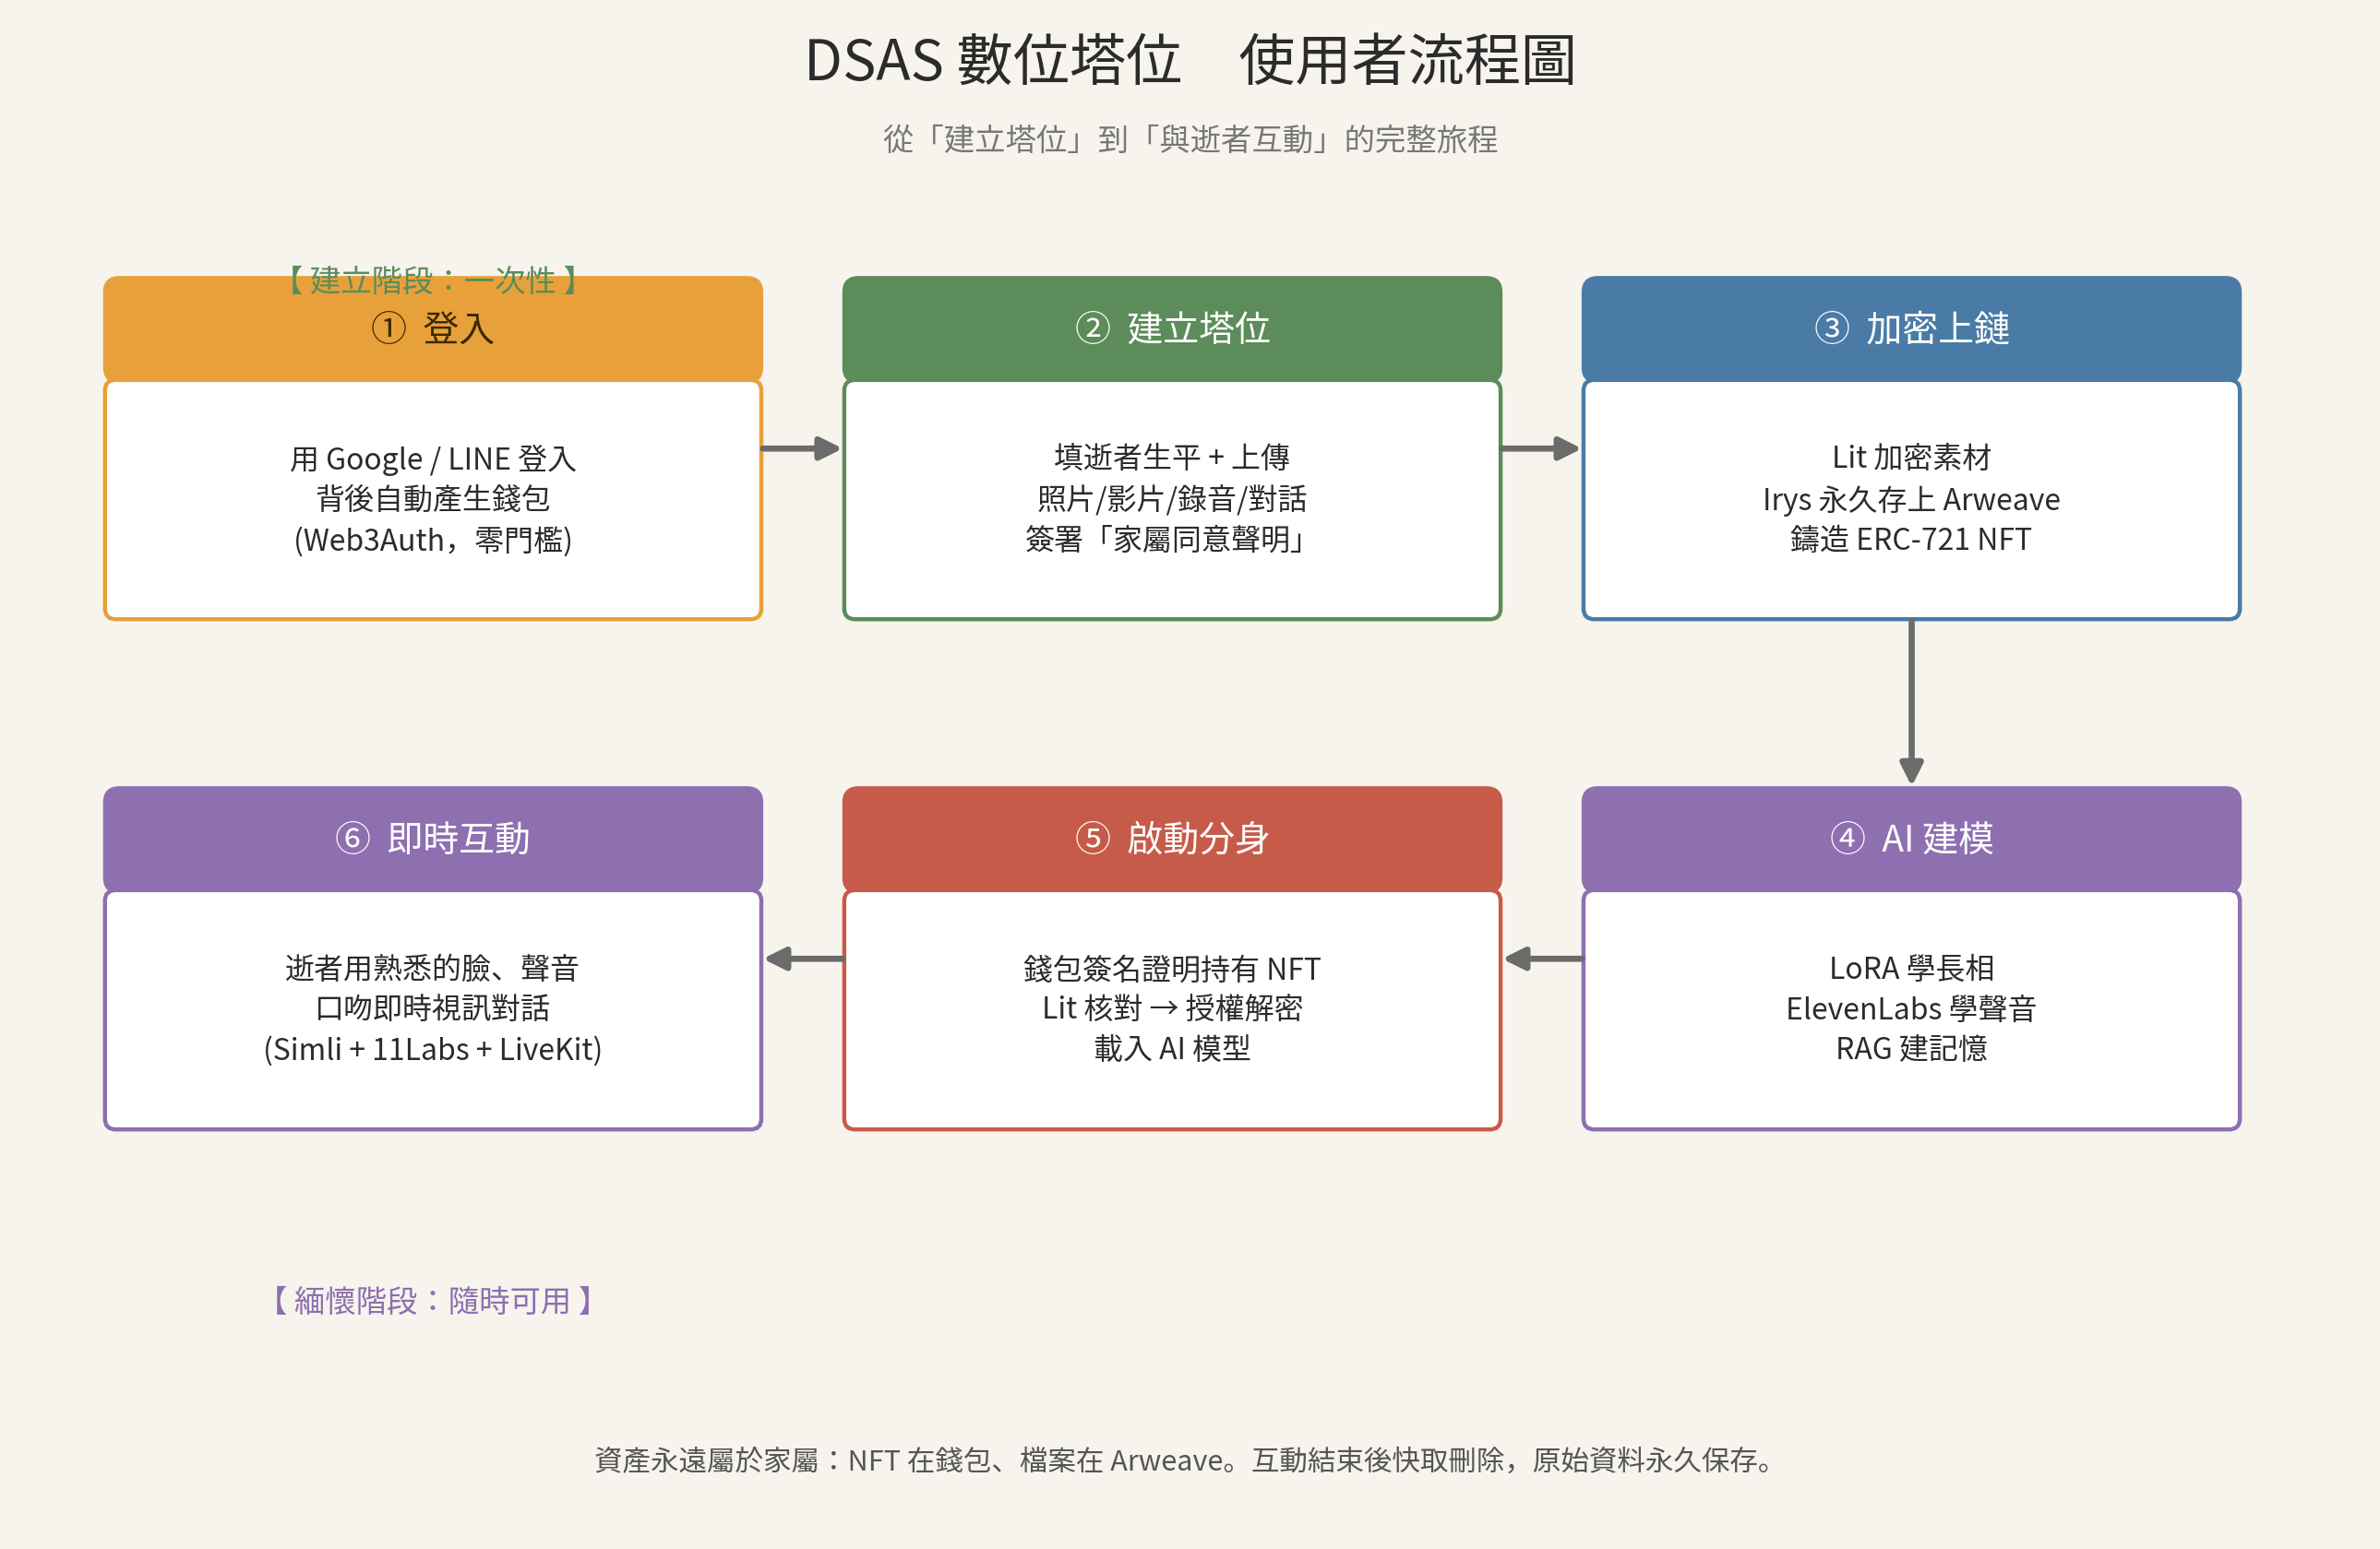 DSAS 數位塔位　使用者流程圖
從「建立塔位」到「與逝者互動」的完整旅程
【 建立階段：一次性 】
① 登入
用 Google / LINE 登入
背後自動產生錢包
(Web3Auth，零門檻)
② 建立塔位
填逝者生平 + 上傳
照片/影片/錄音/對話
簽署「家屬同意聲明」
③ 加密上鏈
Lit 加密素材
Irys 永久存上 Arweave
鑄造 ERC-721 NFT
④ AI 建模
LoRA 學長相
ElevenLabs 學聲音
RAG 建記憶
⑤ 啟動分身
錢包簽名證明持有 NFT
Lit 核對 → 授權解密
載入 AI 模型
⑥ 即時互動
逝者用熟悉的臉、聲音
口吻即時視訊對話
(Simli + 11Labs + LiveKit)
【 緬懷階段：隨時可用 】
資產永遠屬於家屬：NFT 在錢包、檔案在 Arweave。互動結束後快取刪除，原始資料永久保存。